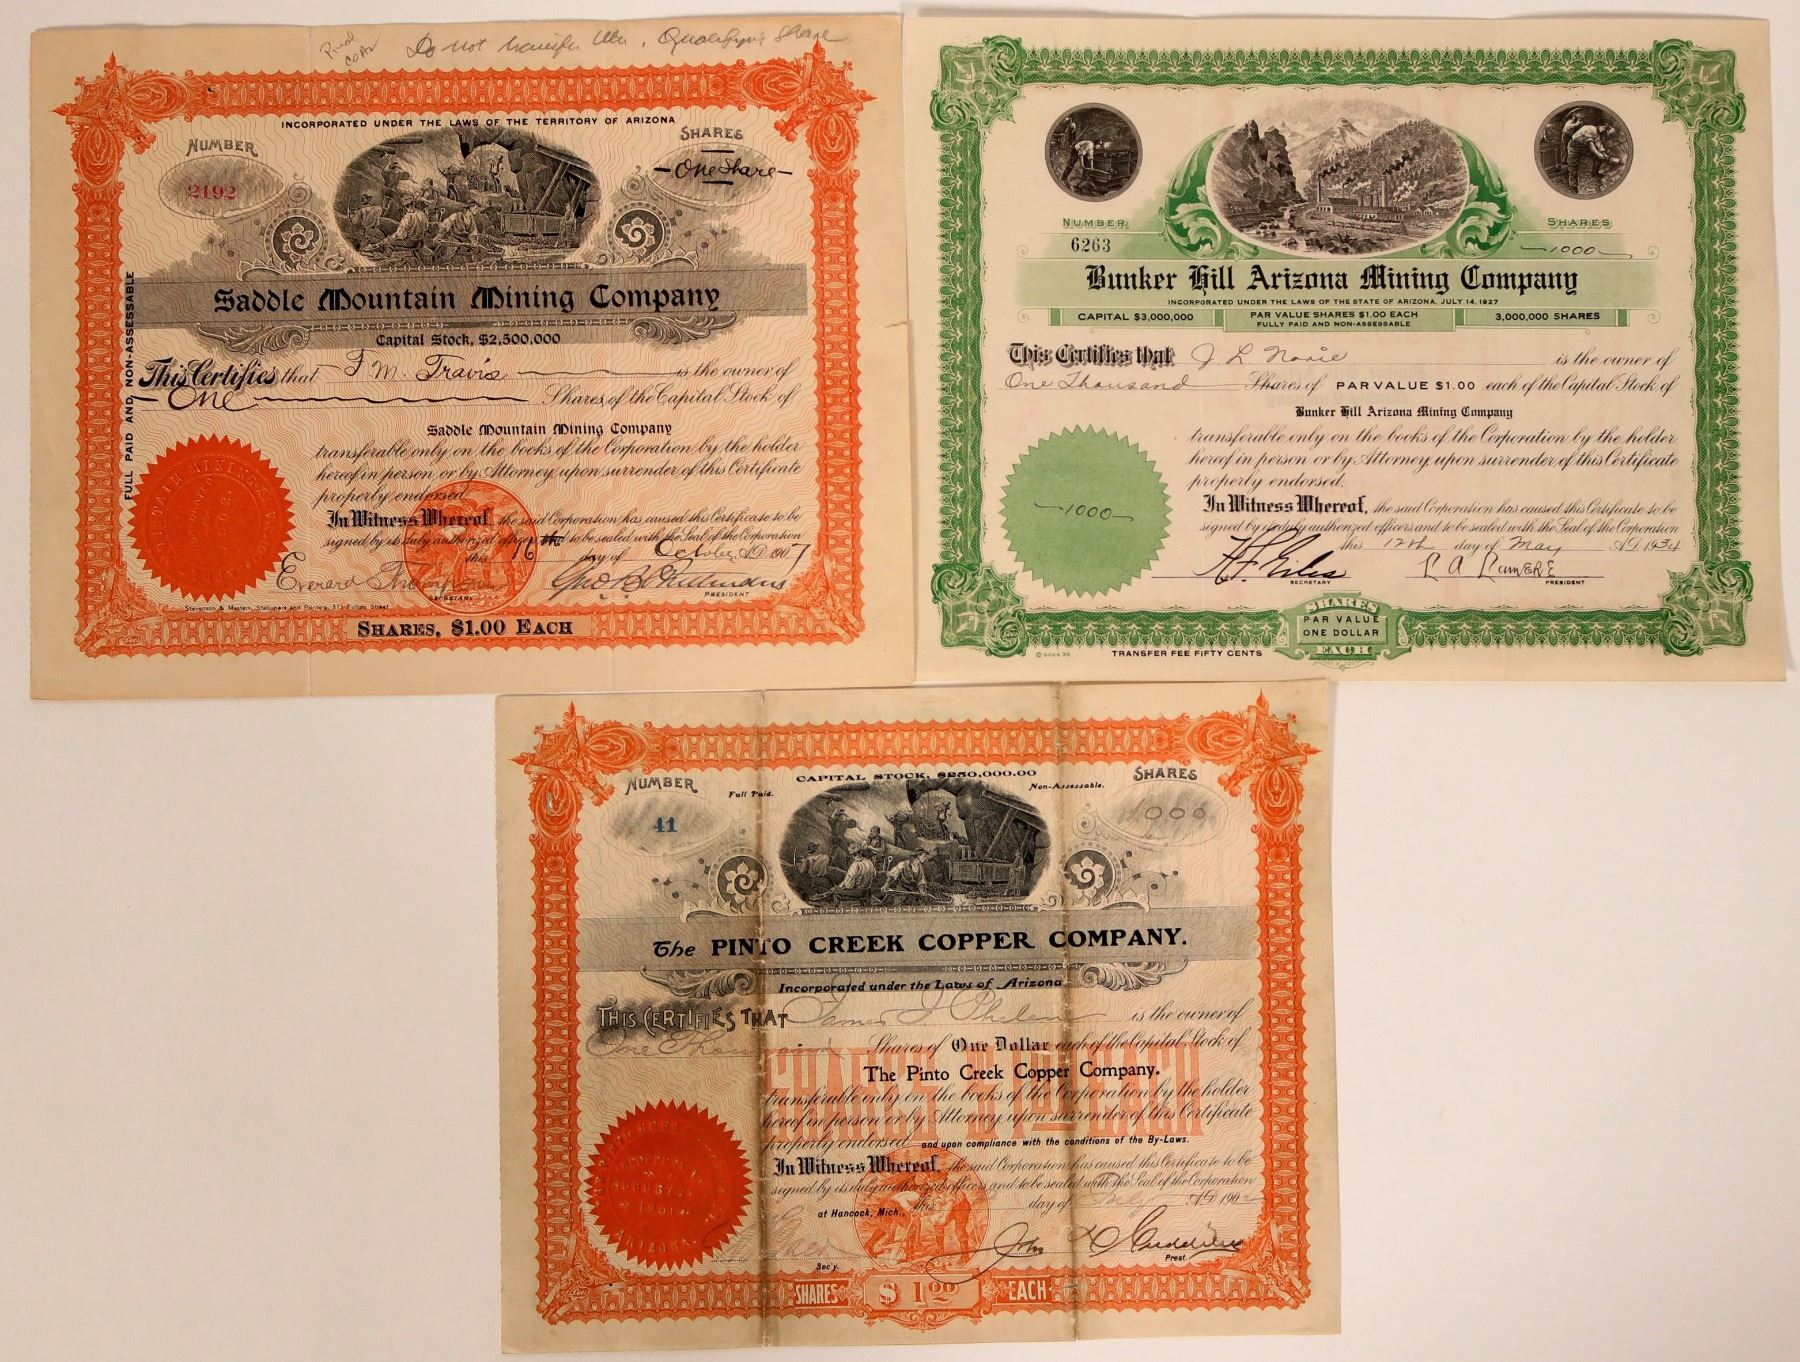 Do not transfer
Qualifying Share
INCORPORATED UNDER THE LAWS OF THE TERRITORY OF ARIZONA
NUMBER
SHARES
2192
- One Share -
Saddle Mountain Mining Company
Capital Stock, $2,500,000
FULL PAID AND NON-ASSESSABLE
This Certifies that F M. Travis is the owner of
One Shares of the Capital Stock of
Saddle Mountain Mining Company
transferable only on the books of the Corporation by the holder
hereof in person or by Attorney upon surrender of this Certificate
properly endorsed.
In Witness Whereof, the said Corporation has caused this Certificate to be
signed by its duly authorized officers and to be sealed with the Seal of the Corporation
this 16th day of October A.D. 1907
Everard Thompson
SECRETARY
PRESIDENT
SHARES, $1.00 EACH
NUMBER
SHARES
6263
1000
Bunker Hill Arizona Mining Company
INCORPORATED UNDER THE LAWS OF THE STATE OF ARIZONA, JULY 14, 1927
CAPITAL $3,000,000
PAR VALUE SHARES $1.00 EACH
FULLY PAID AND NON-ASSESSABLE
3,000,000 SHARES
This Certifies that J. L. is the owner of
One Thousand Shares of PAR VALUE $1.00 each of the Capital Stock of
Bunker Hill Arizona Mining Company
transferable only on the books of the Corporation by the holder
hereof in person or by Attorney upon surrender of this Certificate
properly endorsed.
In Witness Whereof, the said Corporation has caused this Certificate to be
signed by its duly authorized officers and to be sealed with the Seal of the Corporation
this 12th day of May A.D. 1934
-1000-
H. F. Giles
SECRETARY
PRESIDENT
SHARES
PAR VALUE
ONE DOLLAR
EACH
TRANSFER FEE FIFTY CENTS
CAPITAL STOCK, $250,000.00
NUMBER
SHARES
Full Paid.
Non-Assessable.
41
1000
The PINTO CREEK COPPER COMPANY.
Incorporated under the Laws of Arizona
THIS CERTIFIES THAT James J Phelan is the owner of
One Thousand Shares of One Dollar each of the Capital Stock of
The Pinto Creek Copper Company.
transferable only on the books of the Corporation by the holder
hereof in person or by Attorney upon surrender of this Certificate
properly endorsed and upon compliance with the conditions of the By-Laws.
In Witness Whereof, the said Corporation has caused this Certificate to be
signed by its duly authorized officers and to be sealed with the Seal of the Corporation
at Hancock, Mich., this day of A.D. 190
Sec'y.
Prest.
SHARES $1.00 EACH